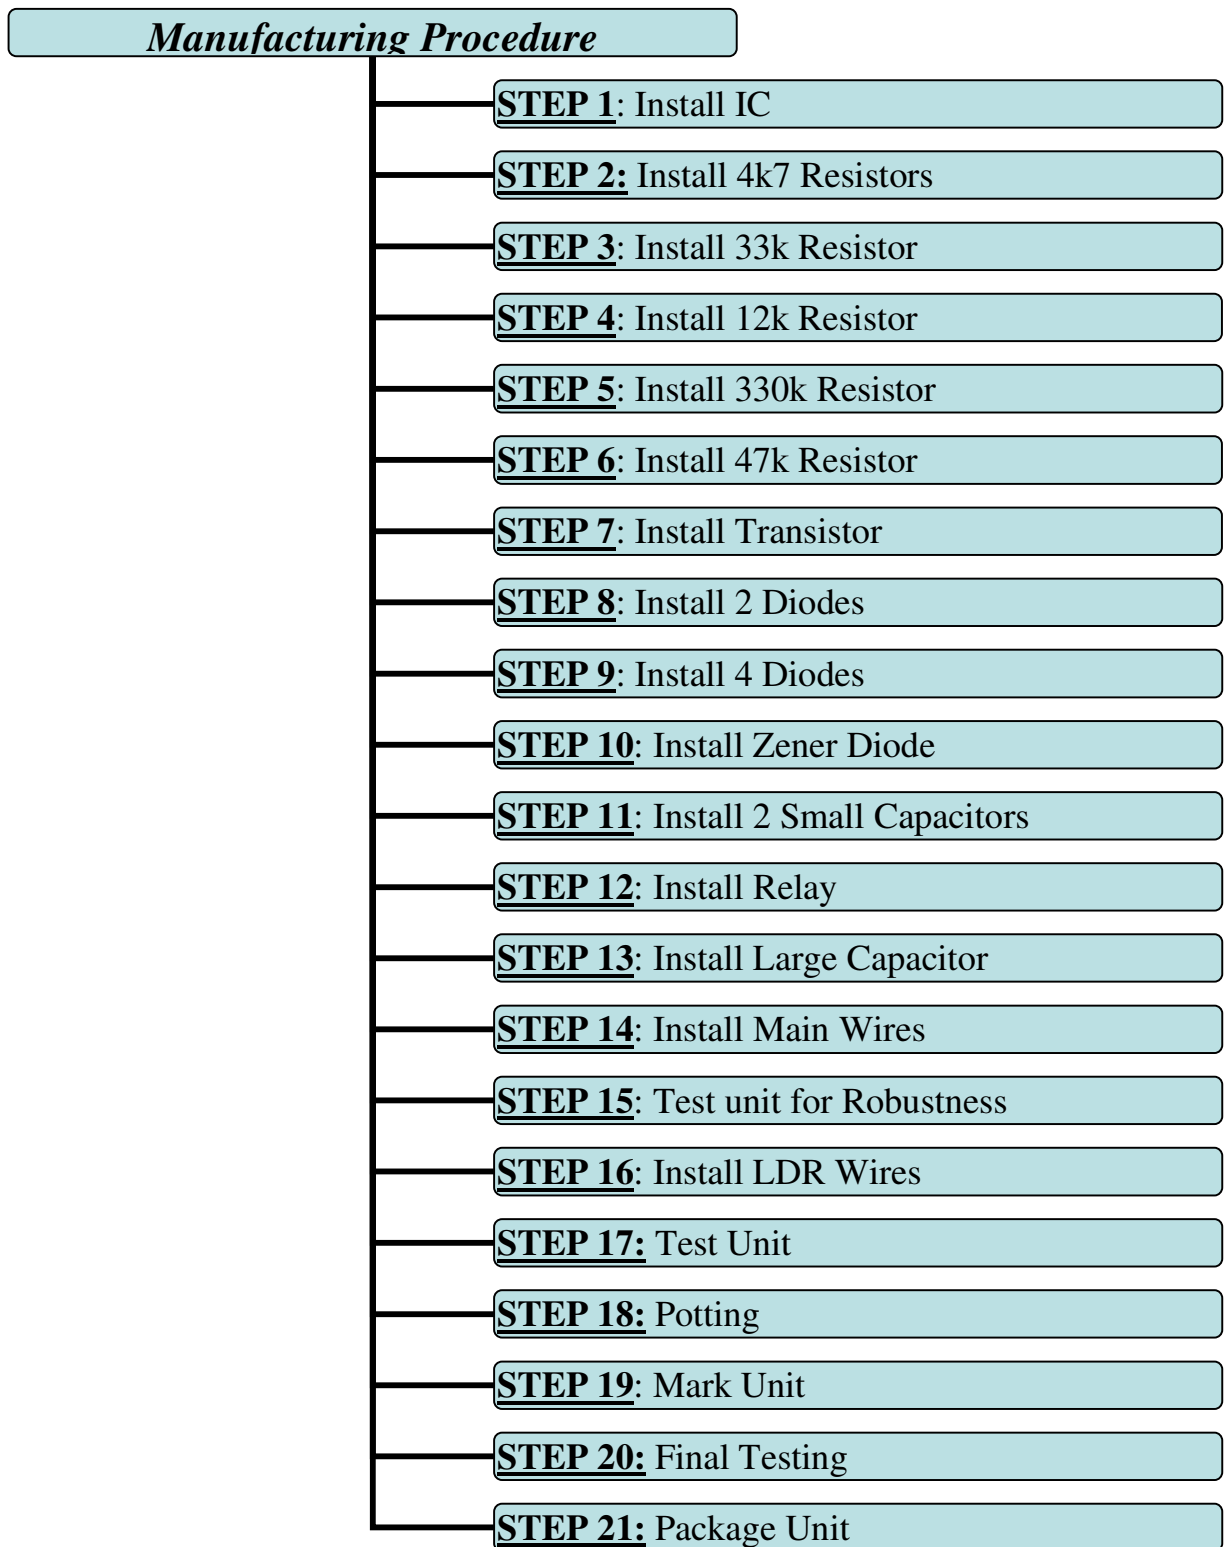 Manufacturing Procedure
STEP 1: Install IC
STEP 2: Install 4k7 Resistors
STEP 3: Install 33k Resistor
STEP 4: Install 12k Resistor
STEP 5: Install 330k Resistor
STEP 6: Install 47k Resistor
STEP 7: Install Transistor
STEP 8: Install 2 Diodes
STEP 9: Install 4 Diodes
STEP 10: Install Zener Diode
STEP 11: Install 2 Small Capacitors
STEP 12: Install Relay
STEP 13: Install Large Capacitor
STEP 14: Install Main Wires
STEP 15: Test unit for Robustness
STEP 16: Install LDR Wires
STEP 17: Test Unit
STEP 18: Potting
STEP 19: Mark Unit
STEP 20: Final Testing
STEP 21: Package Unit